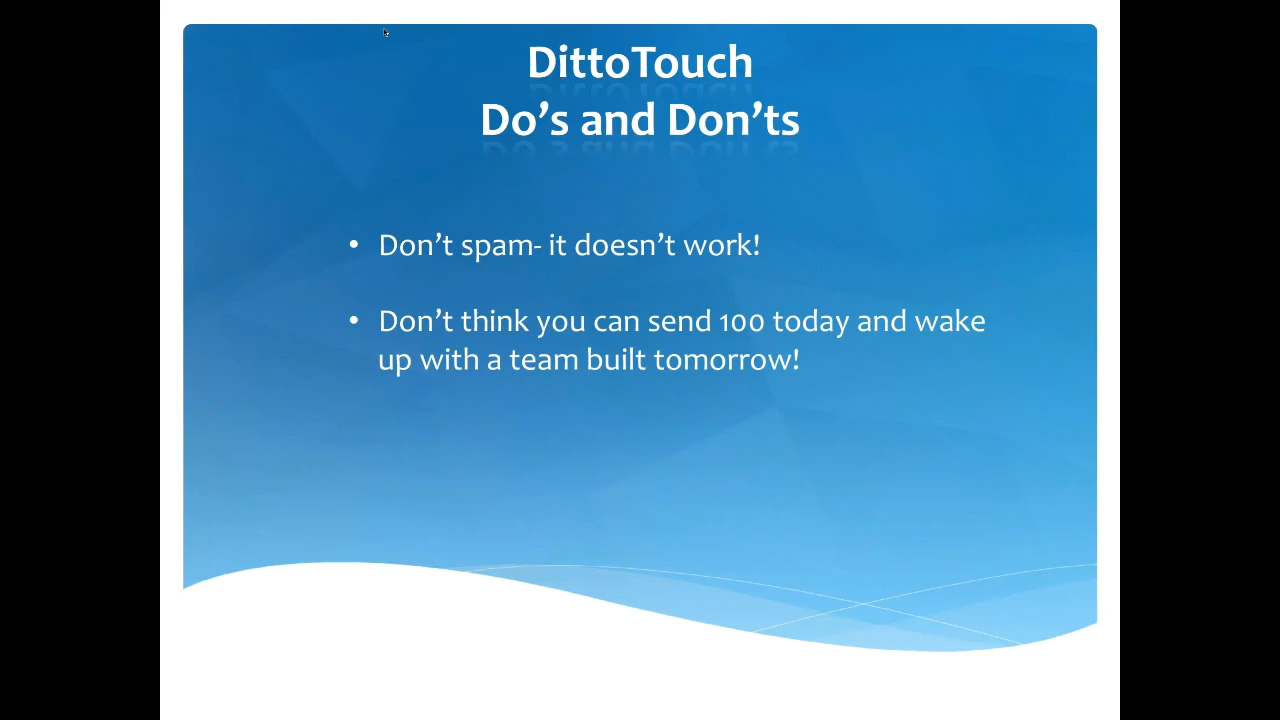 DittoTouch
Do’s and Don’ts
• Don’t spam- it doesn’t work!
• Don’t think you can send 100 today and wake
up with a team built tomorrow!